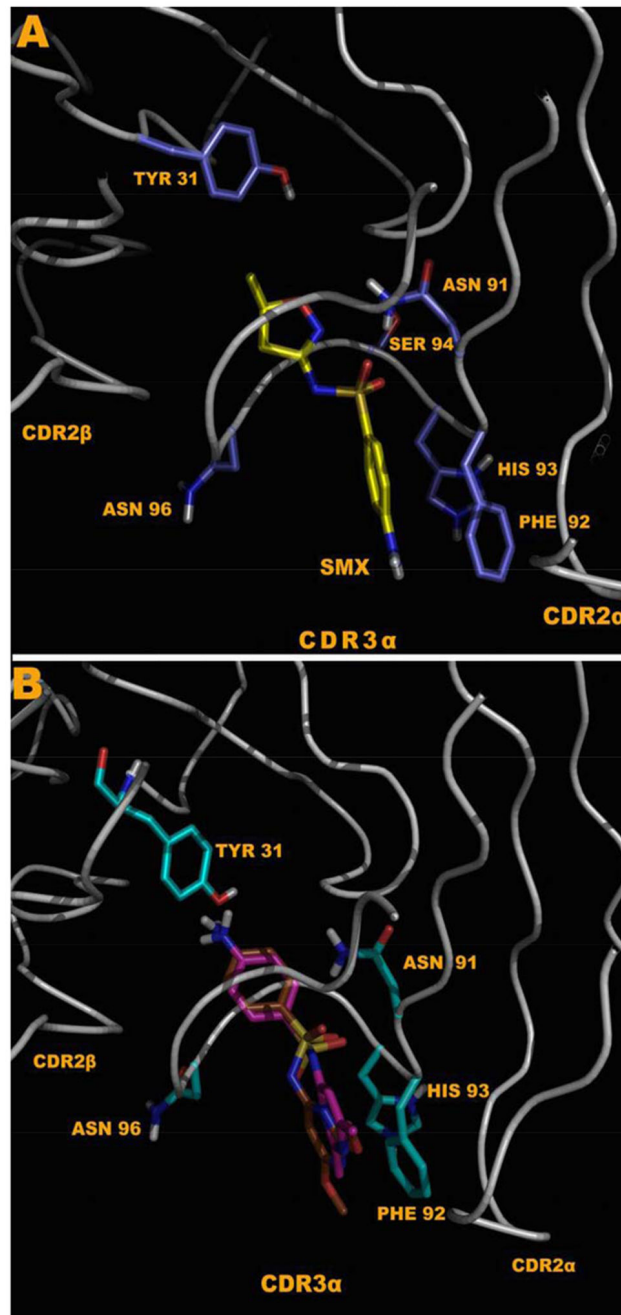 A
TYR 31
ASN 91
SER 94
CDR2β
HIS 93
ASN 96
PHE 92
SMX
CDR2α
CDR3α
B
TYR 31
ASN 91
CDR2β
HIS 93
ASN 96
PHE 92
CDR2α
CDR3α